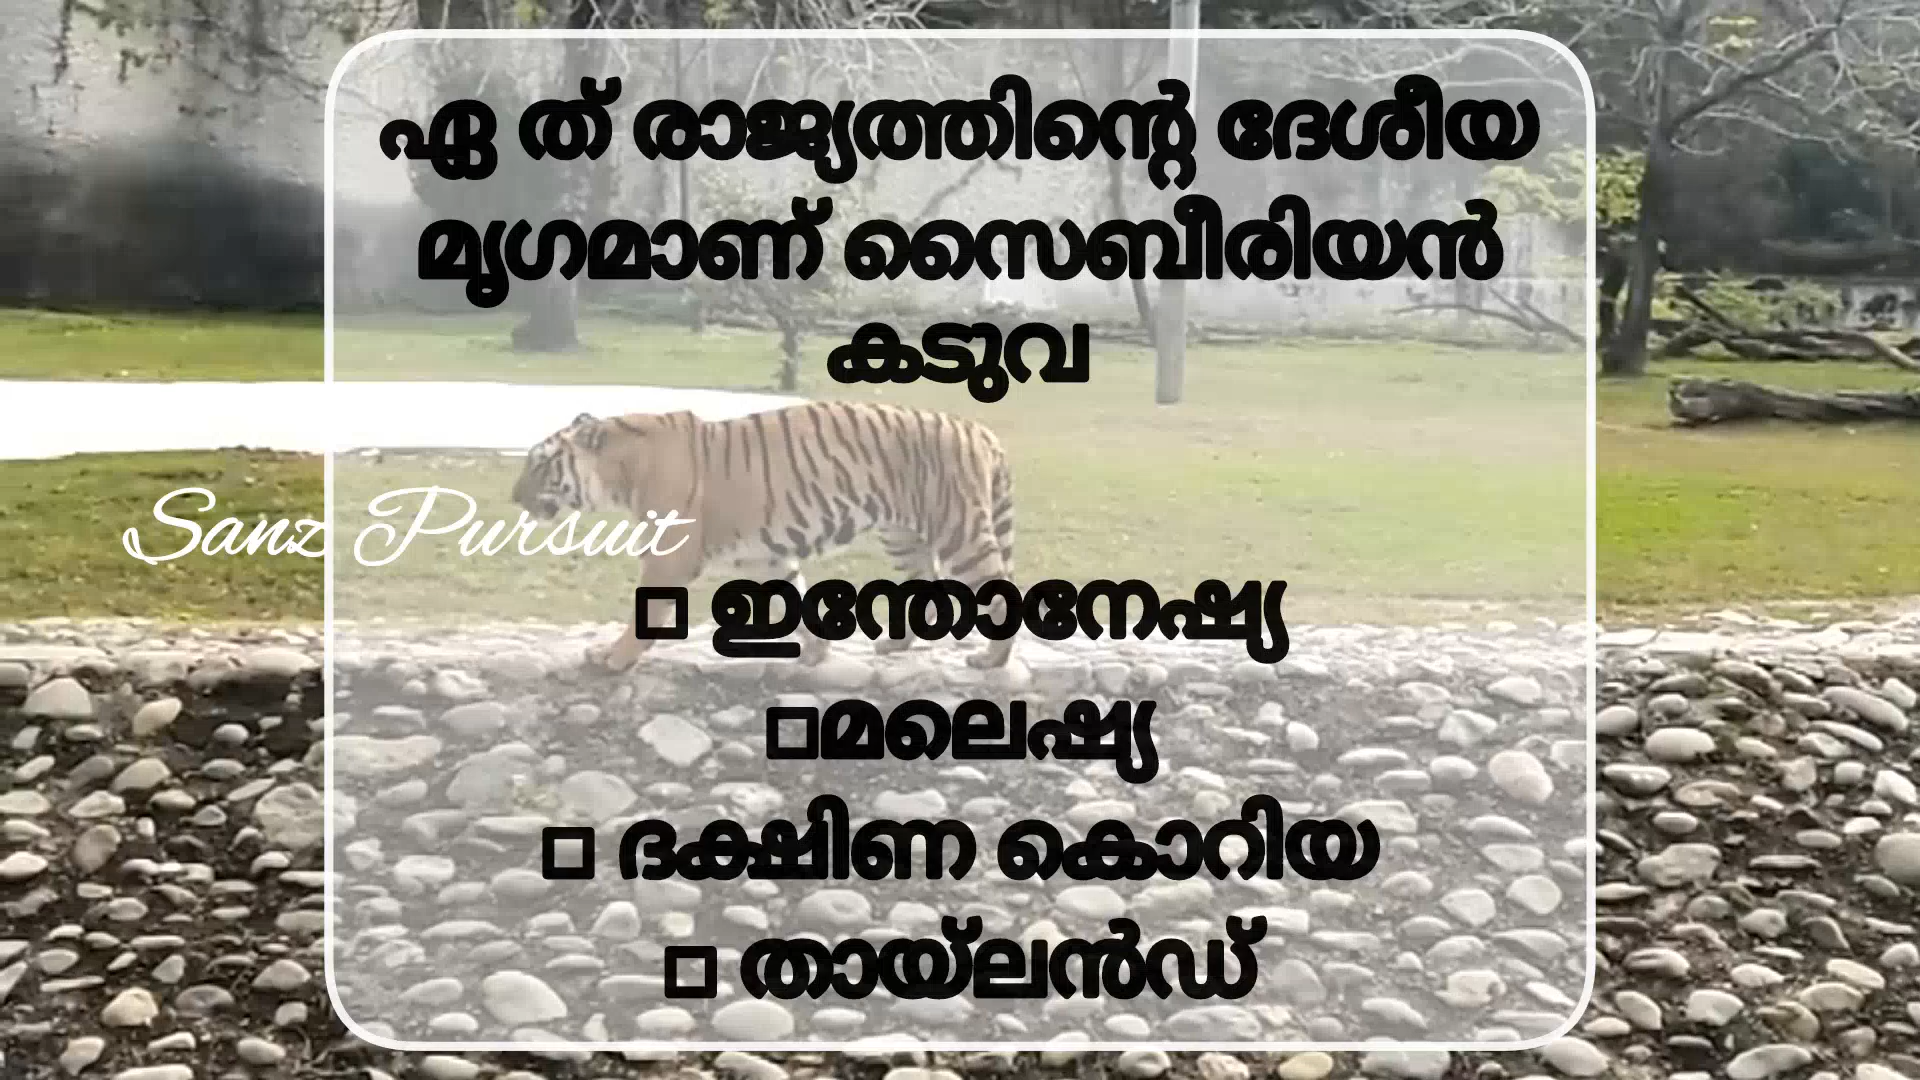 ഏ ത് രാജ്യത്തിന്റെ ദേശീയ
മൃഗമാണ് സൈബീരിയൻ
കടുവ
Sanz Pursuit
□ ഇന്തോനേഷ്യ
□മലെഷ്യ
□ ദക്ഷിണ കൊറിയ
□ തായ്ലൻഡ്